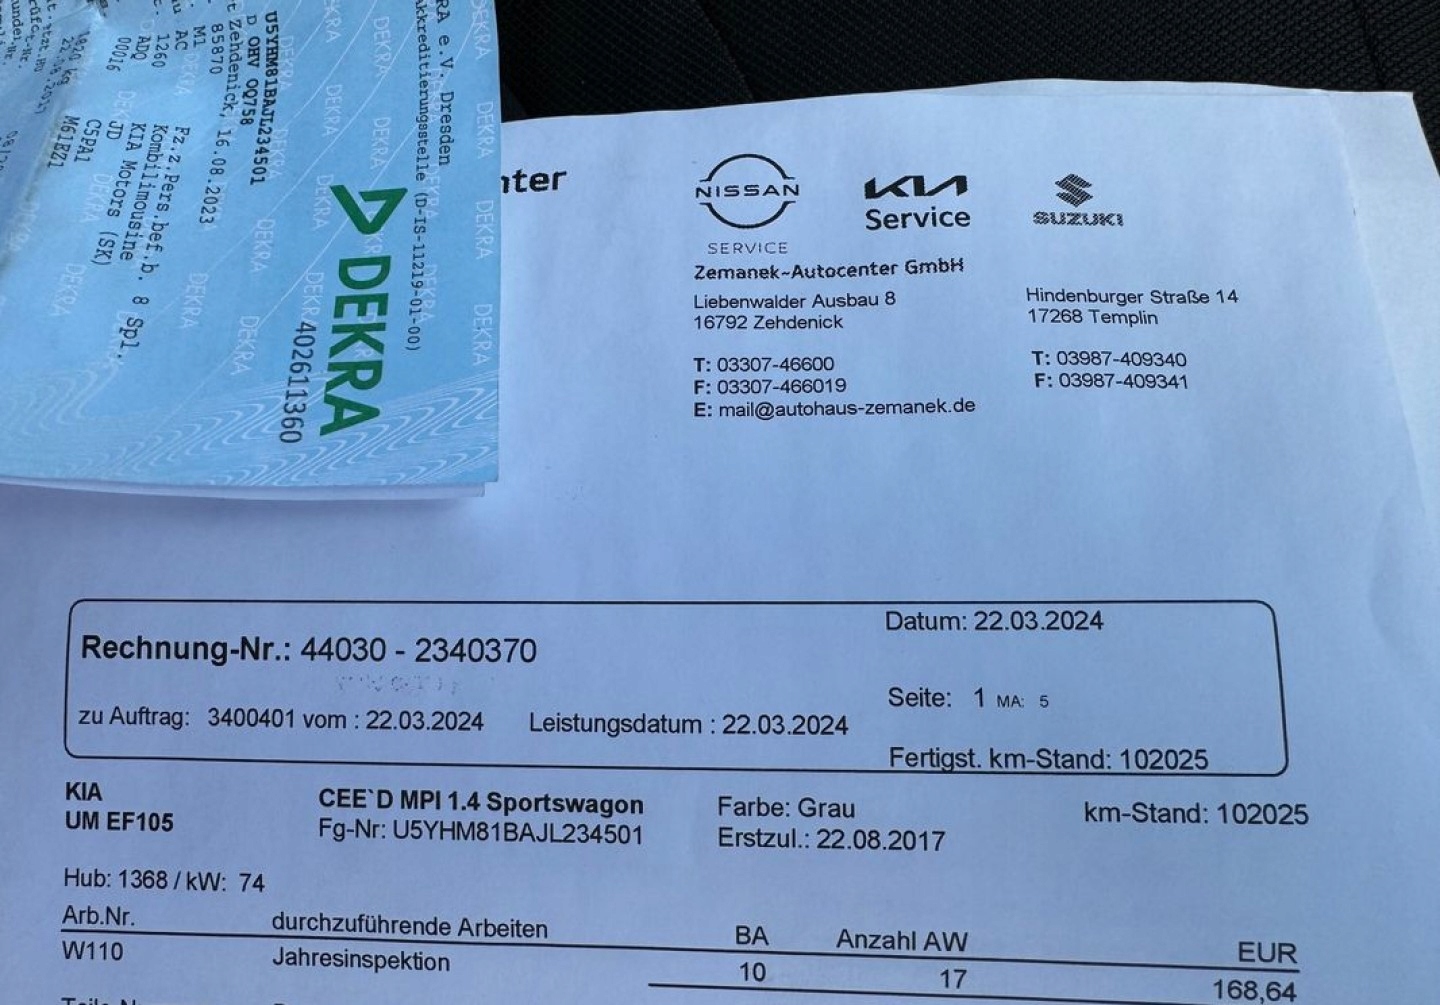 RA e.V. Dresden
Akkreditierungsstelle (D-IS-11219-01-00)
DEKRA
402611360
U5YHM81BAJL234501
D OHV OQ758
t Zehdenick, 16.08.2023
85870
M1
AC
1260
ADQ
00016
Fz.z.Pers.bef.b. 8 Spl.
Kombilimousine
KIA Motors (SK)
JD
C5PA1
M61BZ1
nter
NISSAN
SERVICE
KIA
Service
SUZUKI
Zemanek-Autocenter GmbH
Liebenwalder Ausbau 8
16792 Zehdenick
T: 03307-46600
F: 03307-466019
E: mail@autohaus-zemanek.de
Hindenburger Straße 14
17268 Templin
T: 03987-409340
F: 03987-409341
Rechnung-Nr.: 44030 - 2340370
Datum: 22.03.2024
Seite: 1 MA: 5
zu Auftrag: 3400401 vom : 22.03.2024 Leistungsdatum : 22.03.2024
Fertigst. km-Stand: 102025
KIA CEE`D MPI 1.4 Sportswagon Farbe: Grau km-Stand: 102025
UM EF105 Fg-Nr: U5YHM81BAJL234501 Erstzul.: 22.08.2017
Hub: 1368 / kW: 74
Arb.Nr. durchzuführende Arbeiten BA Anzahl AW EUR
W110 Jahresinspektion 10 17 168,64